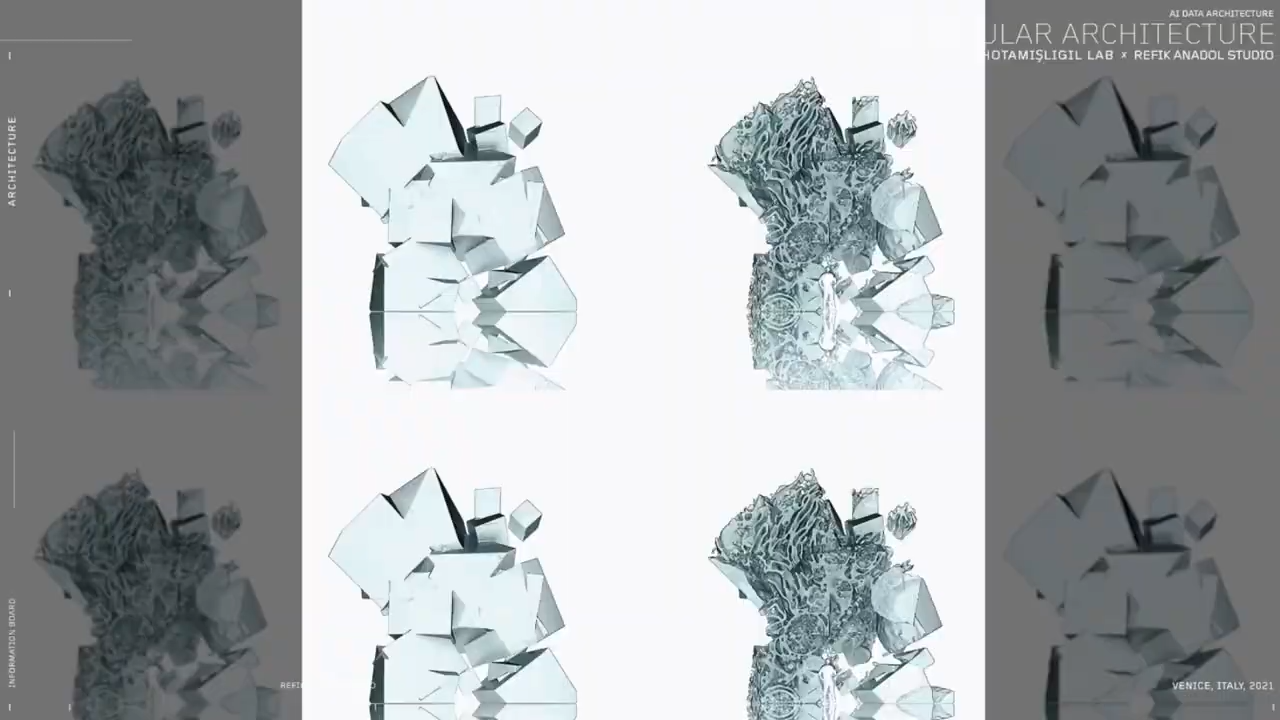 AI DATA ARCHITECTURE
ULAR ARCHITECTURE
HOTAMIŞLIGIL LAB x REFIK ANADOL STUDIO
ARCHITECTURE
INFORMATION BOARD
VENICE, ITALY, 2021